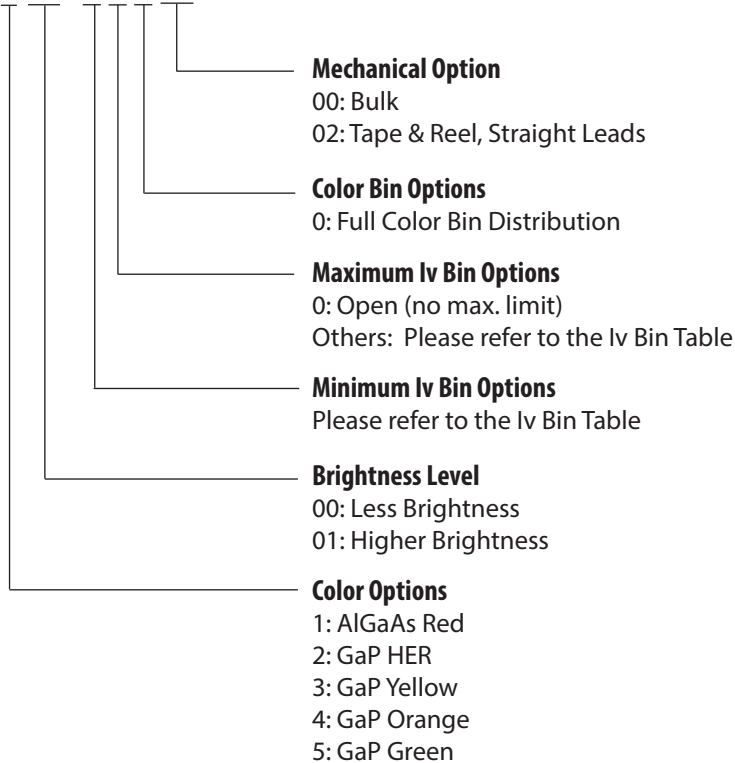 Mechanical Option
00: Bulk
02: Tape & Reel, Straight Leads
Color Bin Options
0: Full Color Bin Distribution
Maximum Iv Bin Options
0: Open (no max. limit)
Others: Please refer to the Iv Bin Table
Minimum Iv Bin Options
Please refer to the Iv Bin Table
Brightness Level
00: Less Brightness
01: Higher Brightness
Color Options
1: AlGaAs Red
2: GaP HER
3: GaP Yellow
4: GaP Orange
5: GaP Green